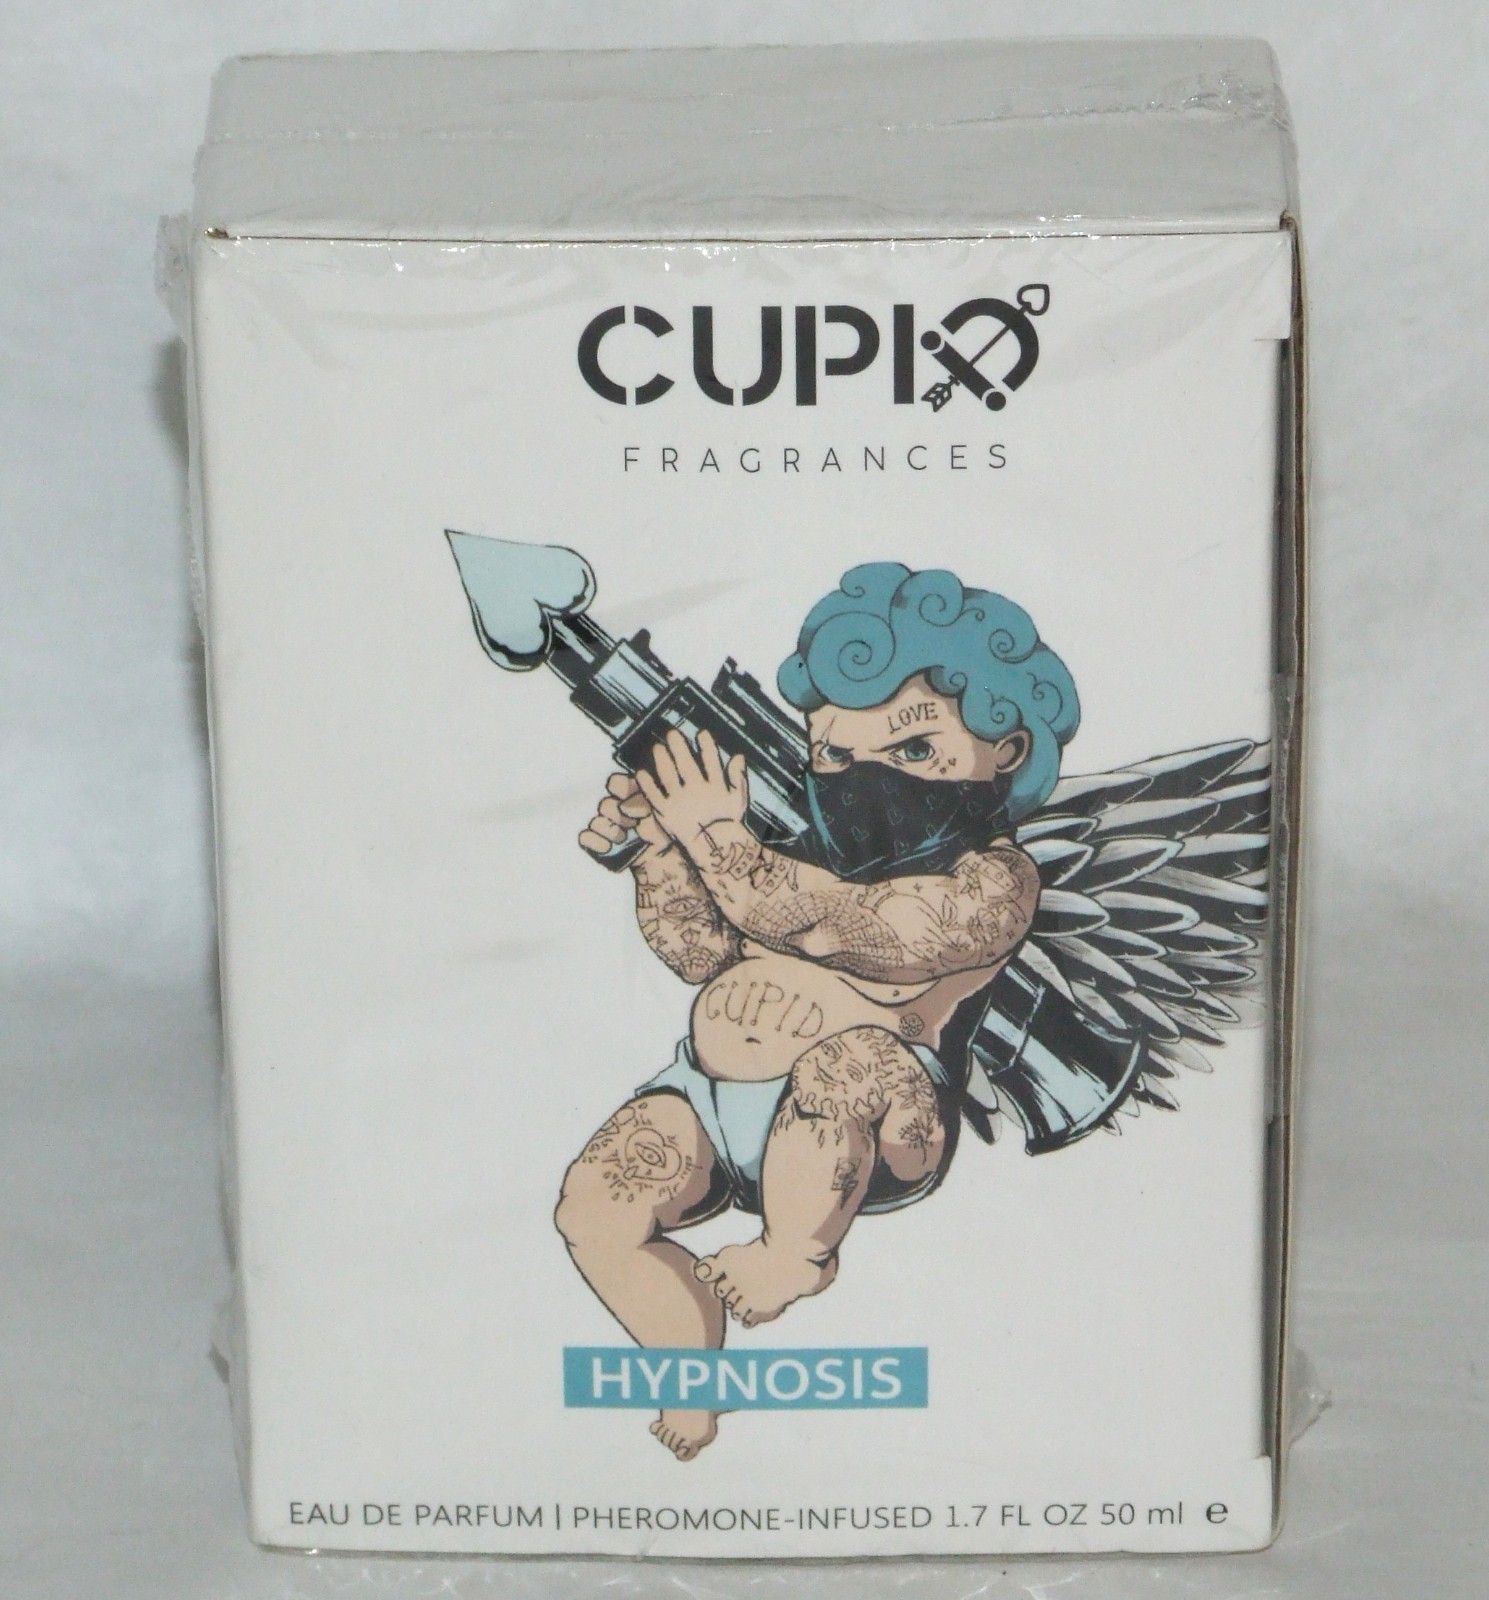 CUPID
FRAGRANCES
LOVE
CUPID
HYPNOSIS
EAU DE PARFUM | PHEROMONE-INFUSED 1.7 FL OZ 50 ml ℮